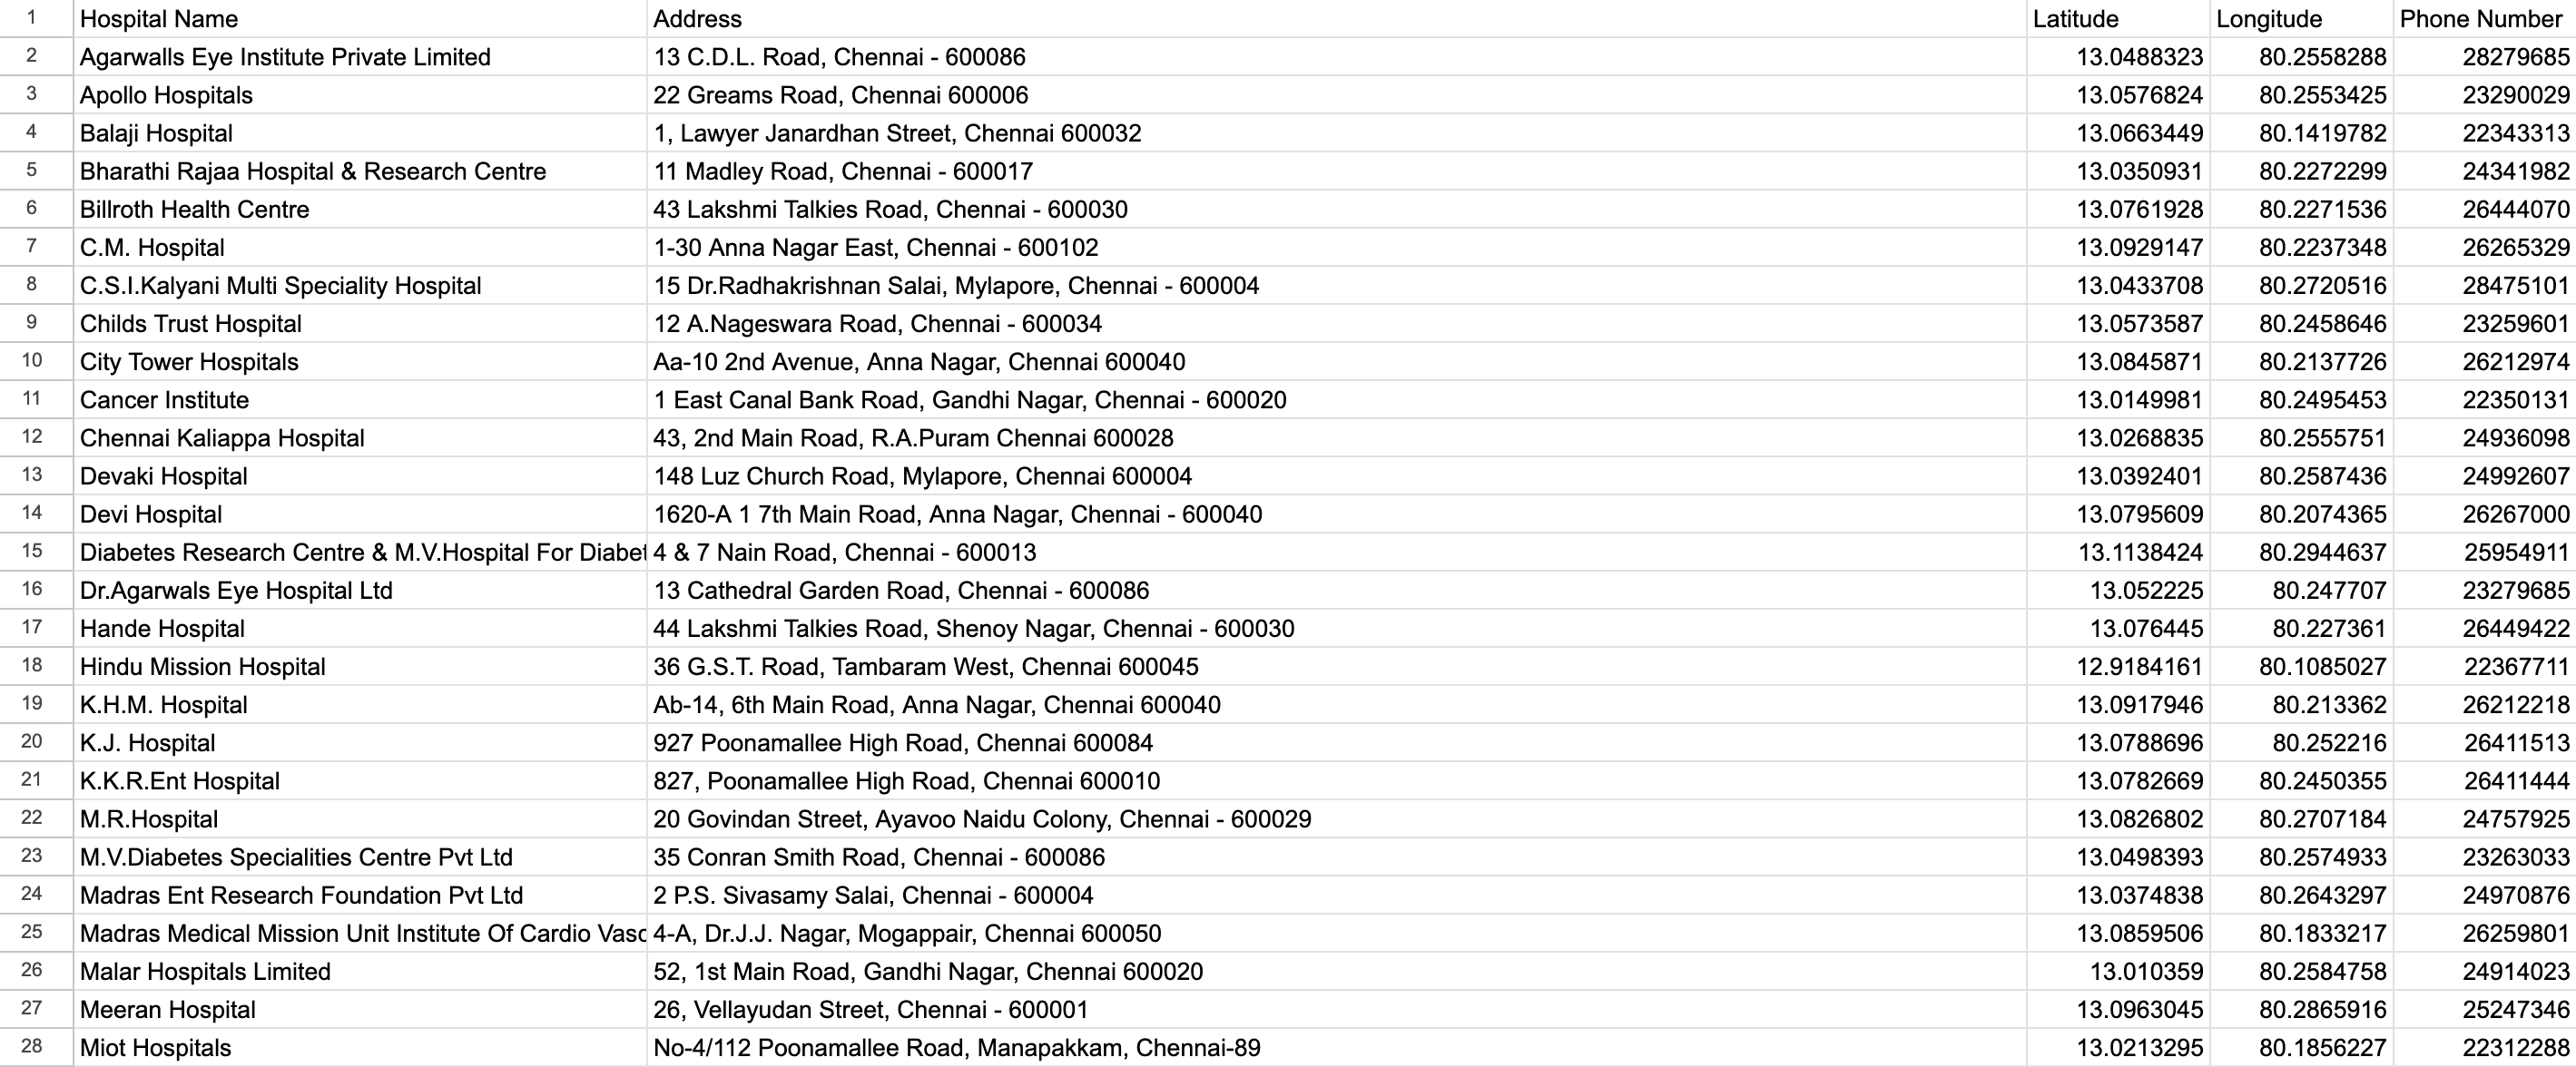 1 Hospital Name Address Latitude Longitude Phone Number
2 Agarwalls Eye Institute Private Limited 13 C.D.L. Road, Chennai - 600086 13.0488323 80.2558288 28279685
3 Apollo Hospitals 22 Greams Road, Chennai 600006 13.0576824 80.2553425 23290029
4 Balaji Hospital 1, Lawyer Janardhan Street, Chennai 600032 13.0663449 80.1419782 22343313
5 Bharathi Rajaa Hospital & Research Centre 11 Madley Road, Chennai - 600017 13.0350931 80.2272299 24341982
6 Billroth Health Centre 43 Lakshmi Talkies Road, Chennai - 600030 13.0761928 80.2271536 26444070
7 C.M. Hospital 1-30 Anna Nagar East, Chennai - 600102 13.0929147 80.2237348 26265329
8 C.S.I.Kalyani Multi Speciality Hospital 15 Dr.Radhakrishnan Salai, Mylapore, Chennai - 600004 13.0433708 80.2720516 28475101
9 Childs Trust Hospital 12 A.Nageswara Road, Chennai - 600034 13.0573587 80.2458646 23259601
10 City Tower Hospitals Aa-10 2nd Avenue, Anna Nagar, Chennai 600040 13.0845871 80.2137726 26212974
11 Cancer Institute 1 East Canal Bank Road, Gandhi Nagar, Chennai - 600020 13.0149981 80.2495453 22350131
12 Chennai Kaliappa Hospital 43, 2nd Main Road, R.A.Puram Chennai 600028 13.0268835 80.2555751 24936098
13 Devaki Hospital 148 Luz Church Road, Mylapore, Chennai 600004 13.0392401 80.2587436 24992607
14 Devi Hospital 1620-A 1 7th Main Road, Anna Nagar, Chennai - 600040 13.0795609 80.2074365 26267000
15 Diabetes Research Centre & M.V.Hospital For Diabet 4 & 7 Nain Road, Chennai - 600013 13.1138424 80.2944637 25954911
16 Dr.Agarwals Eye Hospital Ltd 13 Cathedral Garden Road, Chennai - 600086 13.052225 80.247707 23279685
17 Hande Hospital 44 Lakshmi Talkies Road, Shenoy Nagar, Chennai - 600030 13.076445 80.227361 26449422
18 Hindu Mission Hospital 36 G.S.T. Road, Tambaram West, Chennai 600045 12.9184161 80.1085027 22367711
19 K.H.M. Hospital Ab-14, 6th Main Road, Anna Nagar, Chennai 600040 13.0917946 80.213362 26212218
20 K.J. Hospital 927 Poonamallee High Road, Chennai 600084 13.0788696 80.252216 26411513
21 K.K.R.Ent Hospital 827, Poonamallee High Road, Chennai 600010 13.0782669 80.2450355 26411444
22 M.R.Hospital 20 Govindan Street, Ayavoo Naidu Colony, Chennai - 600029 13.0826802 80.2707184 24757925
23 M.V.Diabetes Specialities Centre Pvt Ltd 35 Conran Smith Road, Chennai - 600086 13.0498393 80.2574933 23263033
24 Madras Ent Research Foundation Pvt Ltd 2 P.S. Sivasamy Salai, Chennai - 600004 13.0374838 80.2643297 24970876
25 Madras Medical Mission Unit Institute Of Cardio Vasc 4-A, Dr.J.J. Nagar, Mogappair, Chennai 600050 13.0859506 80.1833217 26259801
26 Malar Hospitals Limited 52, 1st Main Road, Gandhi Nagar, Chennai 600020 13.010359 80.2584758 24914023
27 Meeran Hospital 26, Vellayudan Street, Chennai - 600001 13.0963045 80.2865916 25247346
28 Miot Hospitals No-4/112 Poonamallee Road, Manapakkam, Chennai-89 13.0213295 80.1856227 22312288